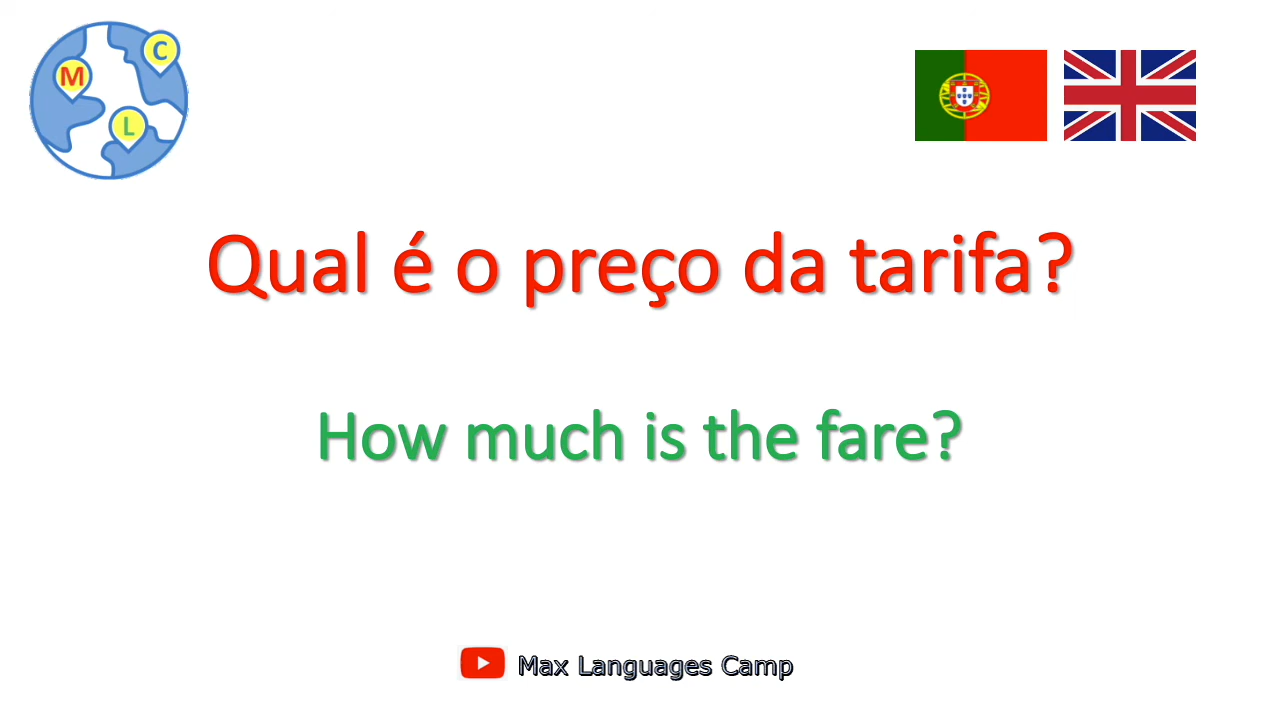 M
C
L
Qual é o preço da tarifa?
How much is the fare?
Max Languages Camp